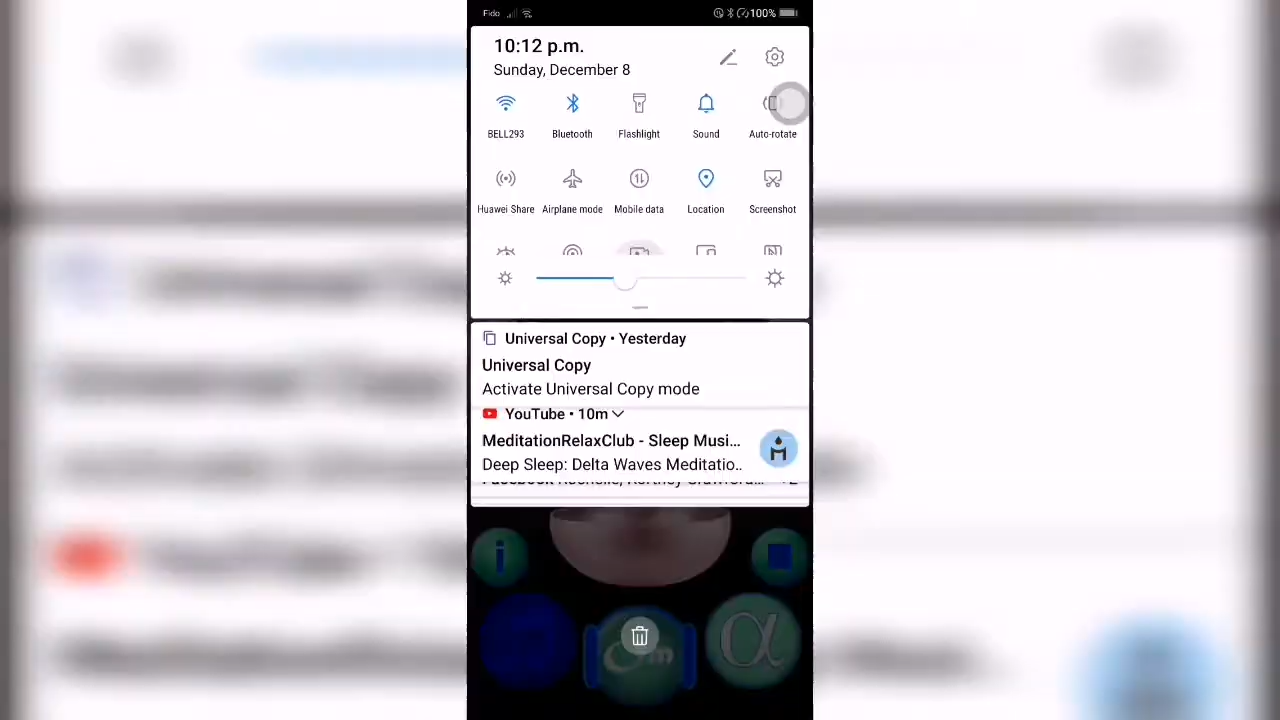 Fido 100%
10:12 p.m.
Sunday, December 8
BELL293 Bluetooth Flashlight Sound Auto-rotate
Huawei Share Airplane mode Mobile data Location Screenshot
Universal Copy • Yesterday
Universal Copy
Activate Universal Copy mode
YouTube • 10m
MeditationRelaxClub - Sleep Musi...
Deep Sleep: Delta Waves Meditatio..
i
α